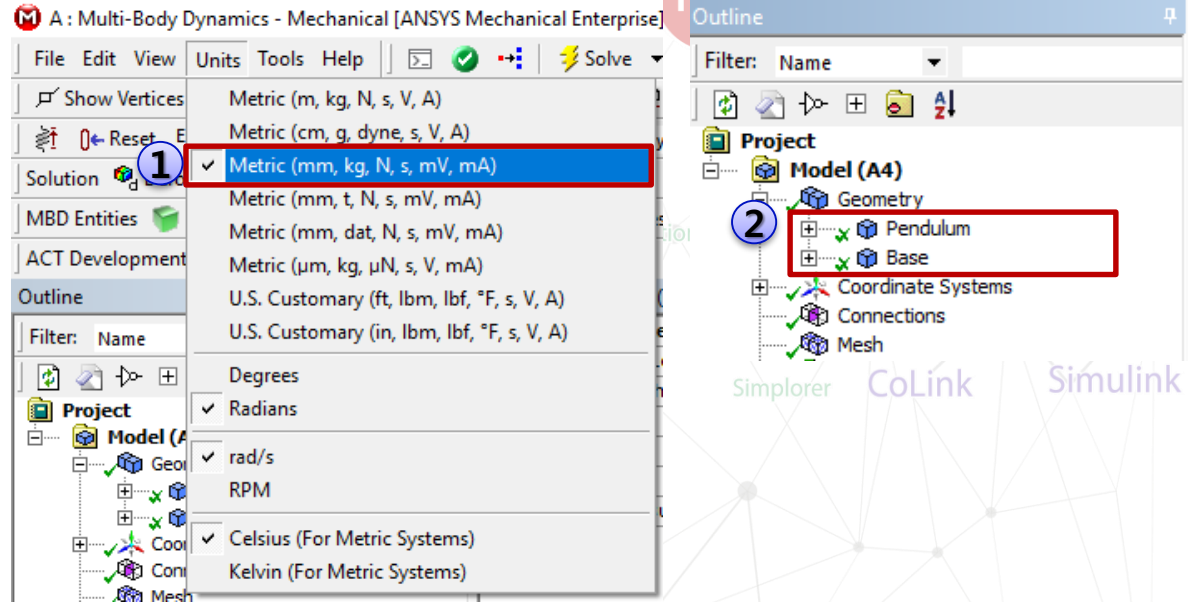 A : Multi-Body Dynamics - Mechanical [ANSYS Mechanical Enterprise]
File Edit View Units Tools Help Solve
Show Vertices
Reset
Solution
MBD Entities
ACT Development
Outline
Filter: Name
Project
Model (A
Geo
Coo
Con
Mesh
1
Metric (m, kg, N, s, V, A)
Metric (cm, g, dyne, s, V, A)
Metric (mm, kg, N, s, mV, mA)
Metric (mm, t, N, s, mV, mA)
Metric (mm, dat, N, s, mV, mA)
Metric (µm, kg, µN, s, V, mA)
U.S. Customary (ft, lbm, lbf, °F, s, V, A)
U.S. Customary (in, lbm, lbf, °F, s, V, A)
Degrees
Radians
rad/s
RPM
Celsius (For Metric Systems)
Kelvin (For Metric Systems)
Outline
Filter: Name
Project
Model (A4)
Geometry
2
Pendulum
Base
Coordinate Systems
Connections
Mesh
Simplorer CoLink Simulink